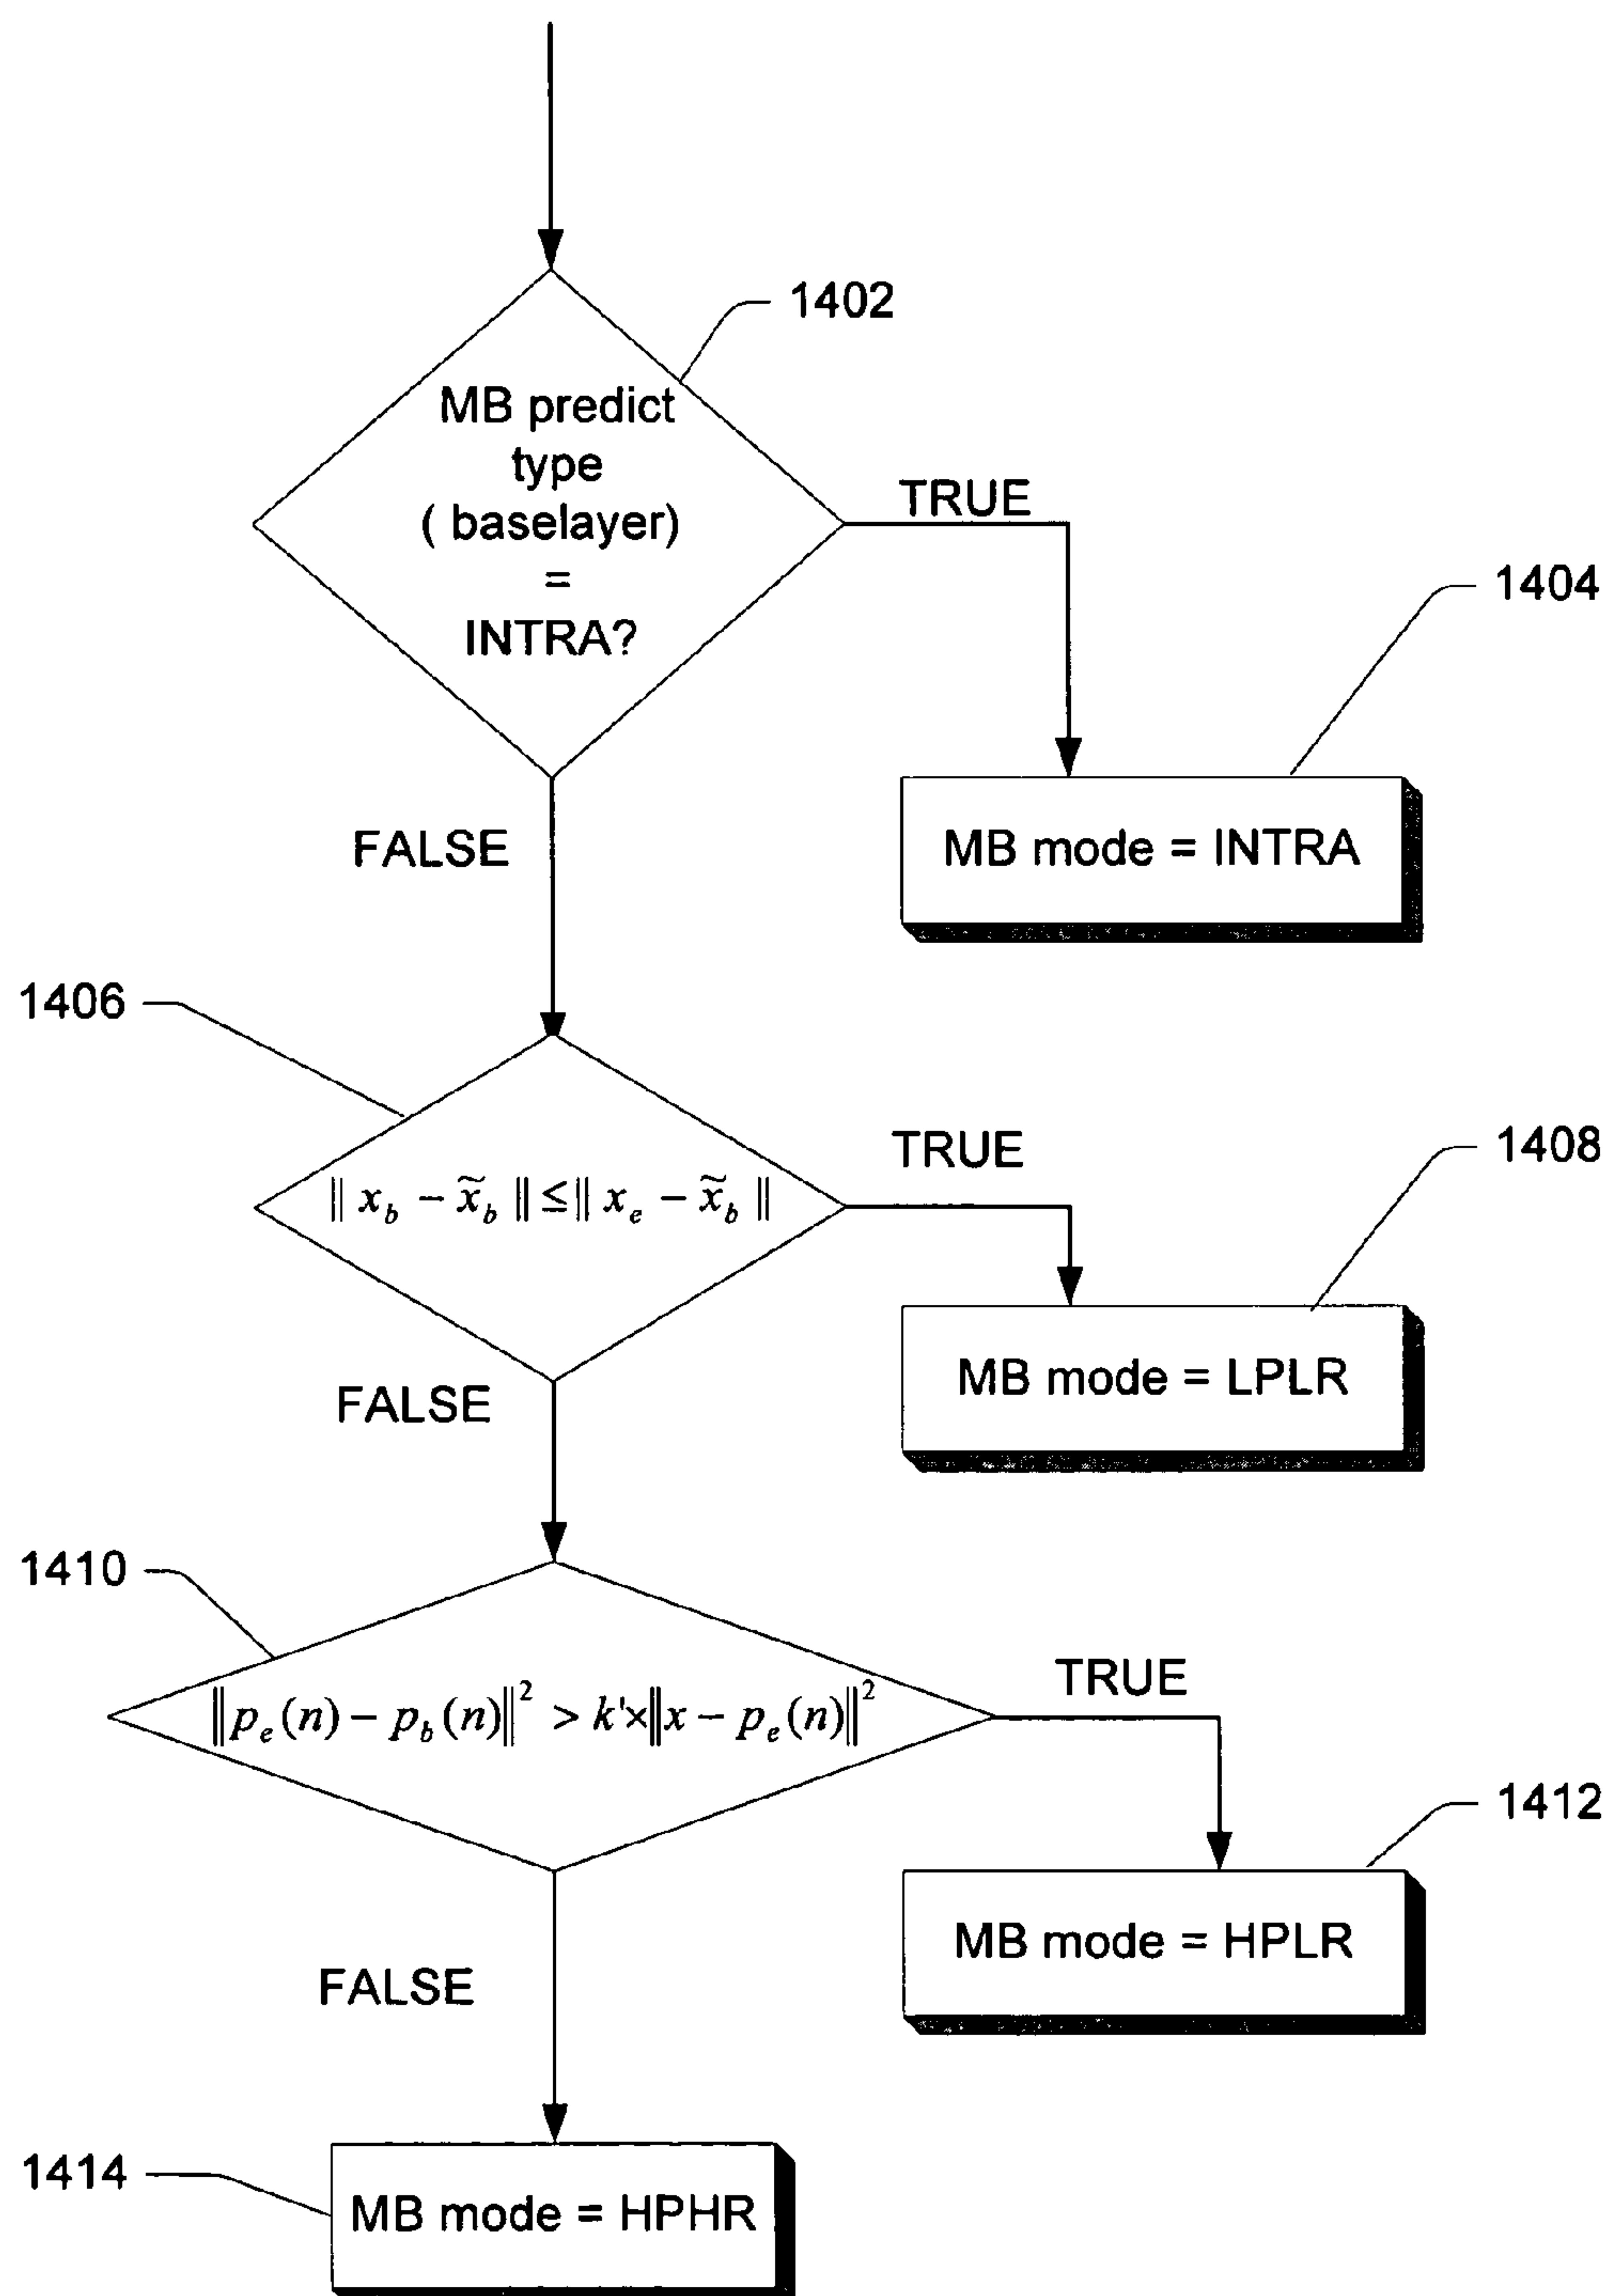 1402
MB predict
type
( baselayer)
=
INTRA?
TRUE
1404
MB mode = INTRA
FALSE
1406
‖ x_b − x̃_b ‖ ≤ ‖ x_e − x̃_b ‖
TRUE
1408
MB mode = LPLR
FALSE
1410
‖p_e(n) − p_b(n)‖² > k'×‖x − p_e(n)‖²
TRUE
1412
MB mode = HPLR
FALSE
1414
MB mode = HPHR